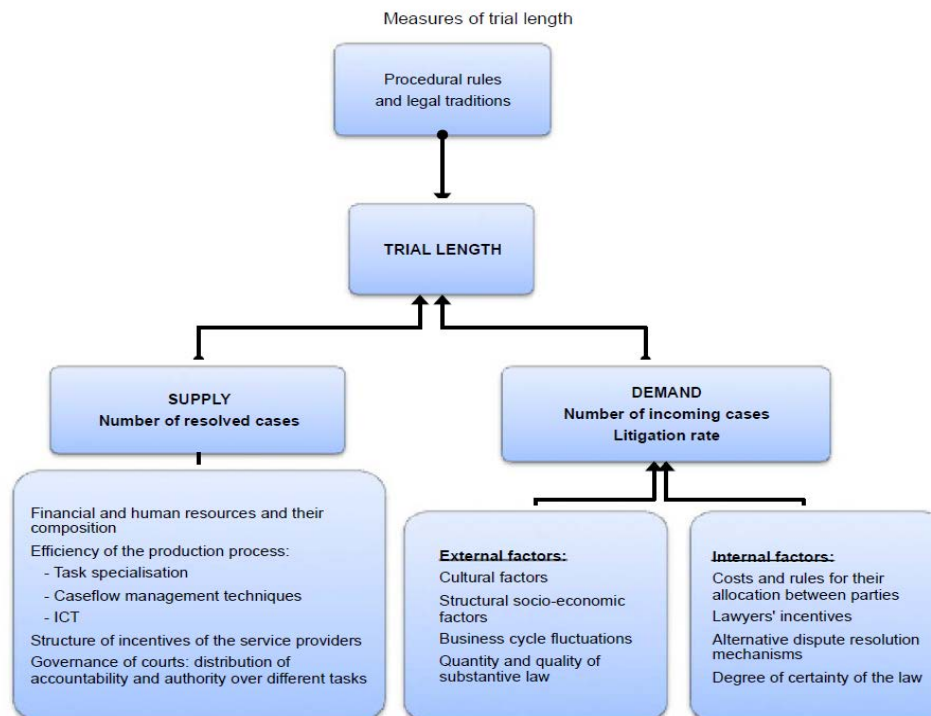 Measures of trial length
Procedural rules
and legal traditions
TRIAL LENGTH
SUPPLY
Number of resolved cases
DEMAND
Number of incoming cases
Litigation rate
Financial and human resources and their
composition
Efficiency of the production process:
- Task specialisation
- Caseflow management techniques
- ICT
Structure of incentives of the service providers
Governance of courts: distribution of
accountability and authority over different tasks
External factors:
Cultural factors
Structural socio-economic
factors
Business cycle fluctuations
Quantity and quality of
substantive law
Internal factors:
Costs and rules for their
allocation between parties
Lawyers' incentives
Alternative dispute resolution
mechanisms
Degree of certainty of the law